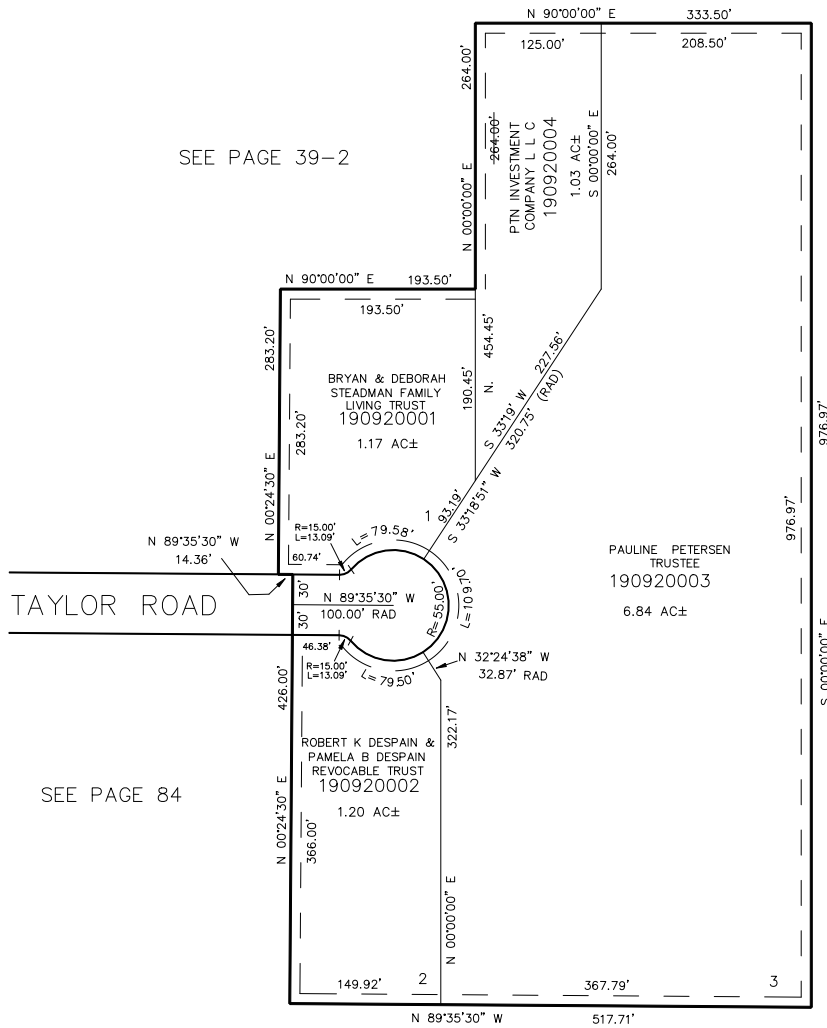 N 90°00'00" E
333.50'
125.00'
208.50'
264.00'
N 00°00'00" E
264.00'
PTN INVESTMENT
COMPANY L L C
190920004
1.03 AC±
S 00°00'00" E
264.00'
SEE PAGE 39-2
N 90°00'00" E
193.50'
193.50'
283.20'
N 00°24'30" E
283.20'
BRYAN & DEBORAH
STEADMAN FAMILY
LIVING TRUST
190920001
1.17 AC±
190.45'
N.
454.45'
S 33°19' W
227.56'
320.75' (RAD)
S 33°18'51" W
93.19'
1
976.97'
976.97'
S 00°00'00" E
N 89°35'30" W
14.36'
60.74'
R=15.00'
L=13.09'
L=79.58'
TAYLOR ROAD
30'
30'
N 89°35'30" W
100.00' RAD
R=55.00'
L=109.70'
PAULINE PETERSEN
TRUSTEE
190920003
6.84 AC±
46.38'
R=15.00'
L=13.09'
L=79.50'
N 32°24'38" W
32.87' RAD
426.00'
N 00°24'30" E
366.00'
322.17'
N 00°00'00" E
ROBERT K DESPAIN &
PAMELA B DESPAIN
REVOCABLE TRUST
190920002
1.20 AC±
SEE PAGE 84
149.92'
2
367.79'
3
N 89°35'30" W
517.71'